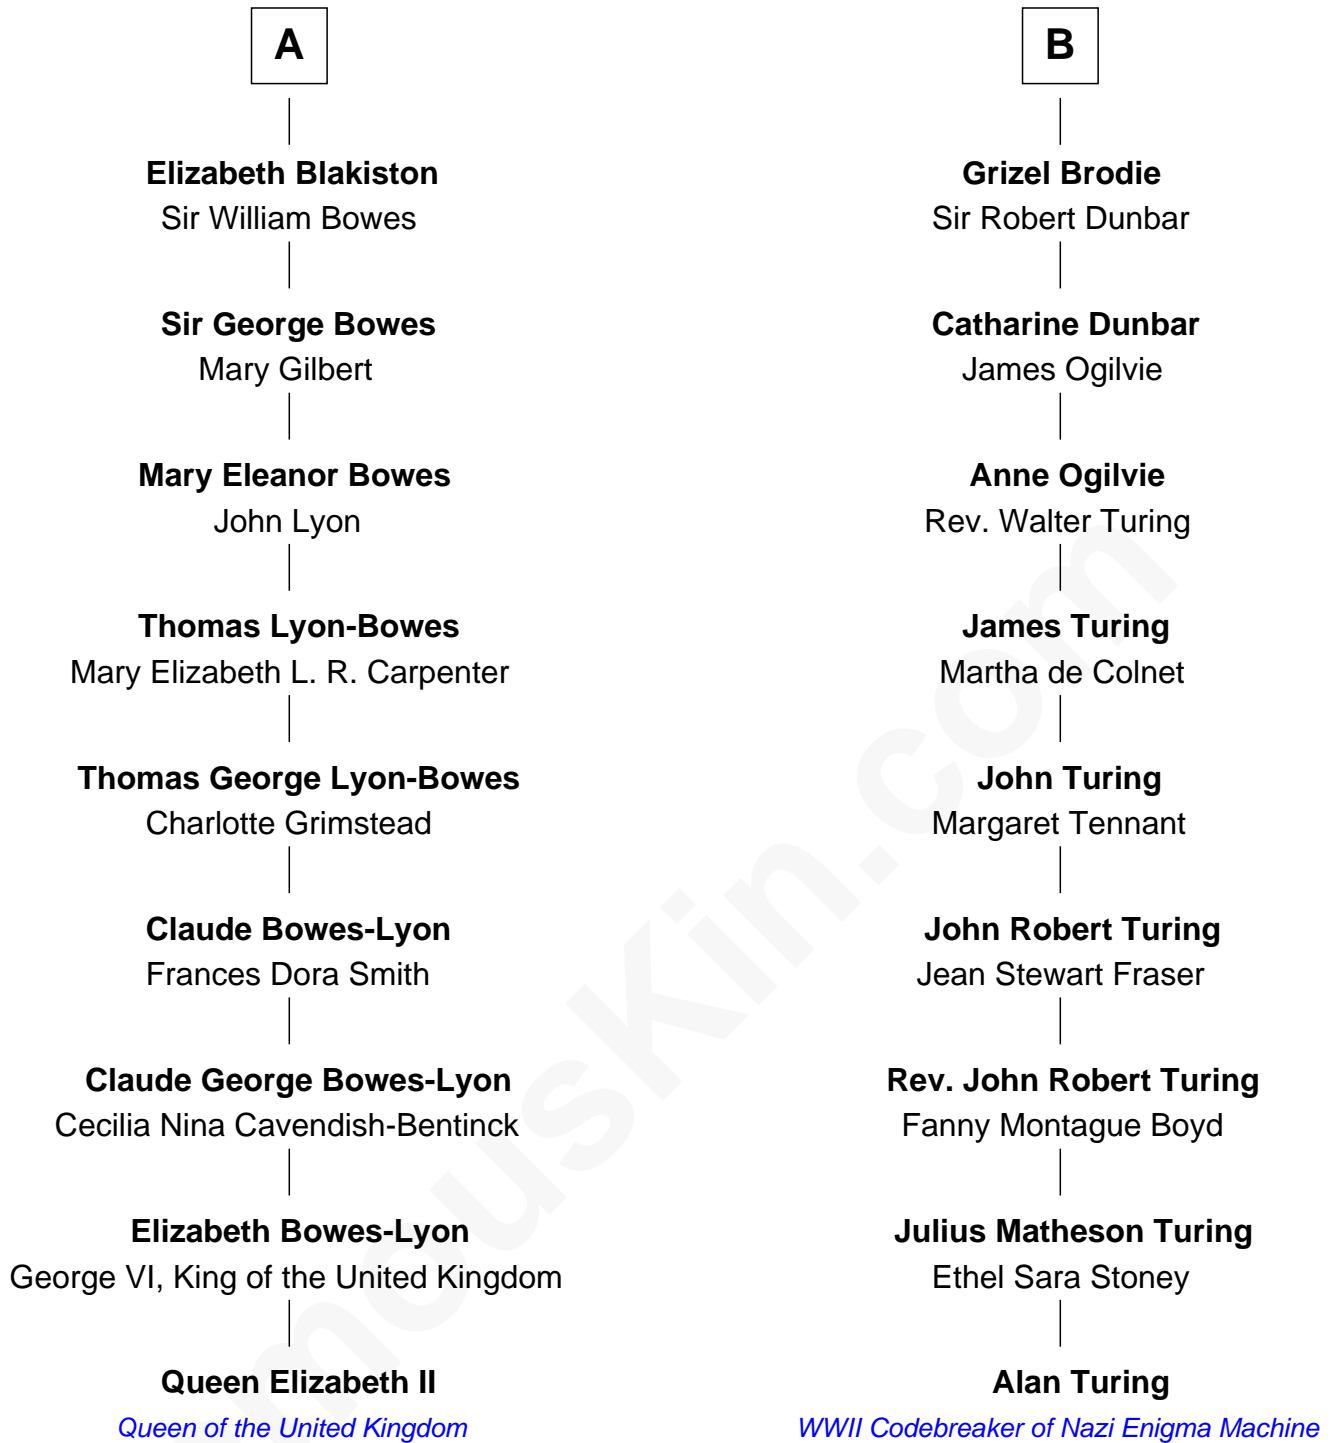 A
Elizabeth Blakiston
Sir William Bowes
Sir George Bowes
Mary Gilbert
Mary Eleanor Bowes
John Lyon
Thomas Lyon-Bowes
Mary Elizabeth L. R. Carpenter
Thomas George Lyon-Bowes
Charlotte Grimstead
Claude Bowes-Lyon
Frances Dora Smith
Claude George Bowes-Lyon
Cecilia Nina Cavendish-Bentinck
Elizabeth Bowes-Lyon
George VI, King of the United Kingdom
Queen Elizabeth II
Queen of the United Kingdom
B
Grizel Brodie
Sir Robert Dunbar
Catharine Dunbar
James Ogilvie
Anne Ogilvie
Rev. Walter Turing
James Turing
Martha de Colnet
John Turing
Margaret Tennant
John Robert Turing
Jean Stewart Fraser
Rev. John Robert Turing
Fanny Montague Boyd
Julius Matheson Turing
Ethel Sara Stoney
Alan Turing
WWII Codebreaker of Nazi Enigma Machine
mousKin.com